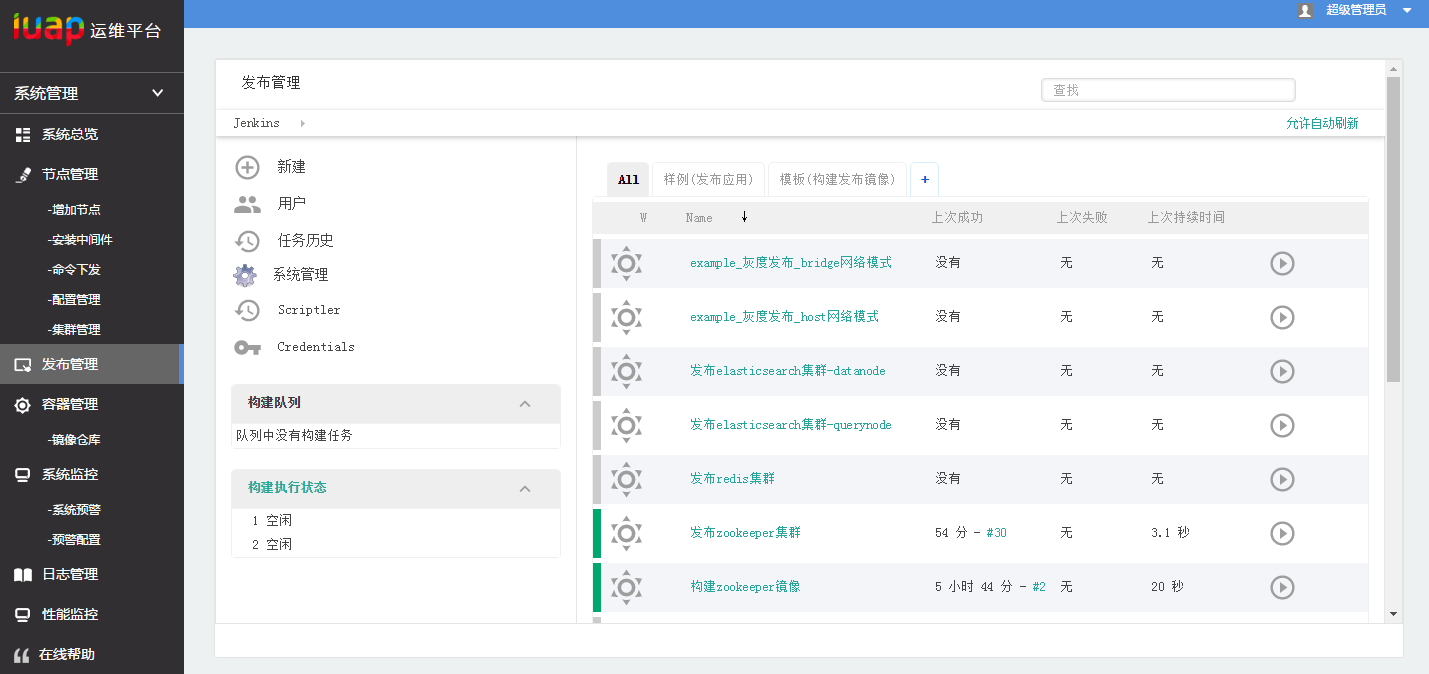 iuap 运维平台
超级管理员
系统管理
系统总览
节点管理
-增加节点
-安装中间件
-命令下发
-配置管理
-集群管理
发布管理
容器管理
-镜像仓库
系统监控
-系统预警
-预警配置
日志管理
性能监控
在线帮助
发布管理
查找
Jenkins
允许自动刷新
新建
用户
任务历史
系统管理
Scriptler
Credentials
构建队列
队列中没有构建任务
构建执行状态
1 空闲
2 空闲
All 样例(发布应用) 模板(构建发布镜像) +
W Name ↓ 上次成功 上次失败 上次持续时间
example_灰度发布_bridge网络模式 没有 无 无
example_灰度发布_host网络模式 没有 无 无
发布elasticsearch集群-datanode 没有 无 无
发布elasticsearch集群-querynode 没有 无 无
发布redis集群 没有 无 无
发布zookeeper集群 54 分 - #30 无 3.1 秒
构建zookeeper镜像 5 小时 44 分 - #2 无 20 秒